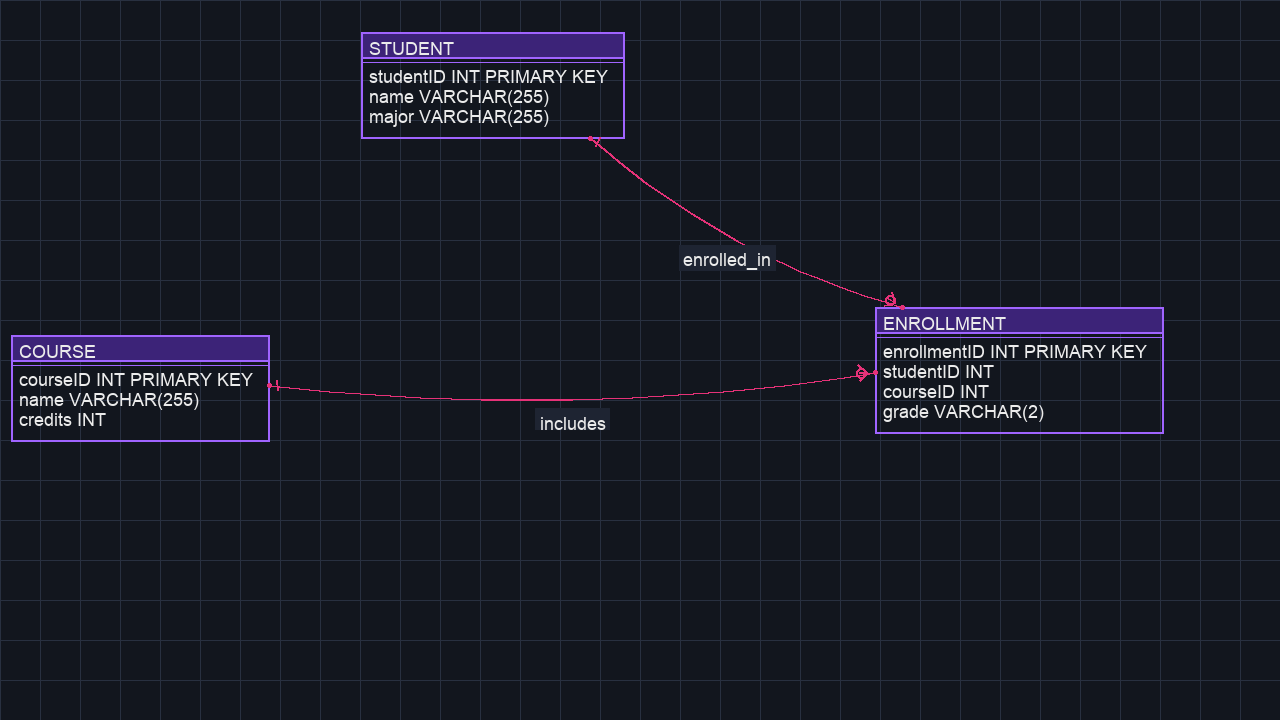 STUDENT
studentID INT PRIMARY KEY
name VARCHAR(255)
major VARCHAR(255)
enrolled_in
ENROLLMENT
enrollmentID INT PRIMARY KEY
studentID INT
courseID INT
grade VARCHAR(2)
COURSE
courseID INT PRIMARY KEY
name VARCHAR(255)
credits INT
includes